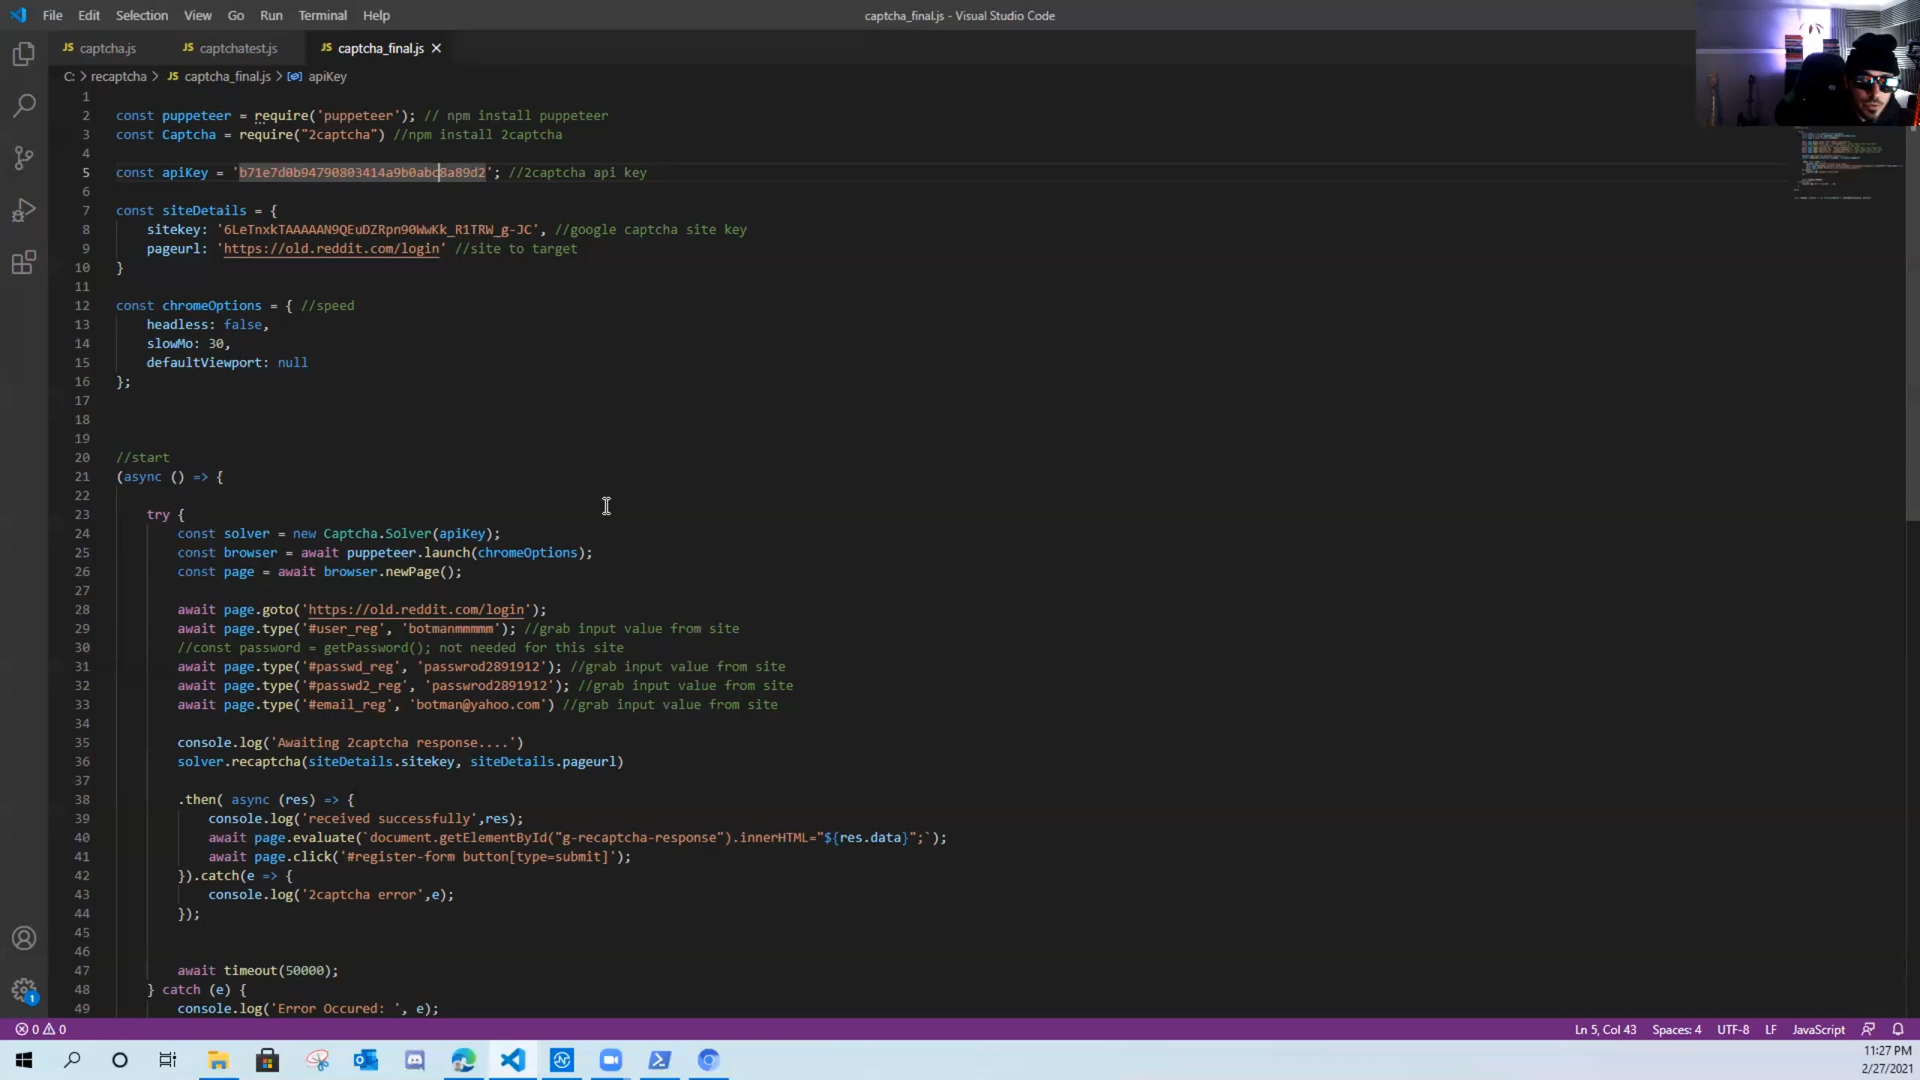 File Edit Selection View Go Run Terminal Help
captcha_final.js - Visual Studio Code
JS captcha.js JS captchatest.js JS captcha_final.js
C: > recaptcha > JS captcha_final.js > apiKey
1
2 const puppeteer = require('puppeteer'); // npm install puppeteer
3 const Captcha = require("2captcha") //npm install 2captcha
4
5 const apiKey = 'b71e7d0b94790803414a9b0abc8a89d2'; //2captcha api key
6
7 const siteDetails = {
8 sitekey: '6LeTnxkTAAAAAN9QEuDZRpn90WwKk_R1TRW_g-JC', //google captcha site key
9 pageurl: 'https://old.reddit.com/login' //site to target
10 }
11
12 const chromeOptions = { //speed
13 headless: false,
14 slowMo: 30,
15 defaultViewport: null
16 };
17
18
19
20 //start
21 (async () => {
22
23 try {
24 const solver = new Captcha.Solver(apiKey);
25 const browser = await puppeteer.launch(chromeOptions);
26 const page = await browser.newPage();
27
28 await page.goto('https://old.reddit.com/login');
29 await page.type('#user_reg', 'botmanmmmmm'); //grab input value from site
30 //const password = getPassword(); not needed for this site
31 await page.type('#passwd_reg', 'passwrod2891912'); //grab input value from site
32 await page.type('#passwd2_reg', 'passwrod2891912'); //grab input value from site
33 await page.type('#email_reg', 'botman@yahoo.com') //grab input value from site
34
35 console.log('Awaiting 2captcha response....')
36 solver.recaptcha(siteDetails.sitekey, siteDetails.pageurl)
37
38 .then( async (res) => {
39 console.log('received successfully',res);
40 await page.evaluate(`document.getElementById("g-recaptcha-response").innerHTML="${res.data}";`);
41 await page.click('#register-form button[type=submit]');
42 }).catch(e => {
43 console.log('2captcha error',e);
44 });
45
46
47 await timeout(50000);
48 } catch (e) {
49 console.log('Error Occured: ', e);
0 0
Ln 5, Col 43 Spaces: 4 UTF-8 LF JavaScript
1
11:27 PM
2/27/2021